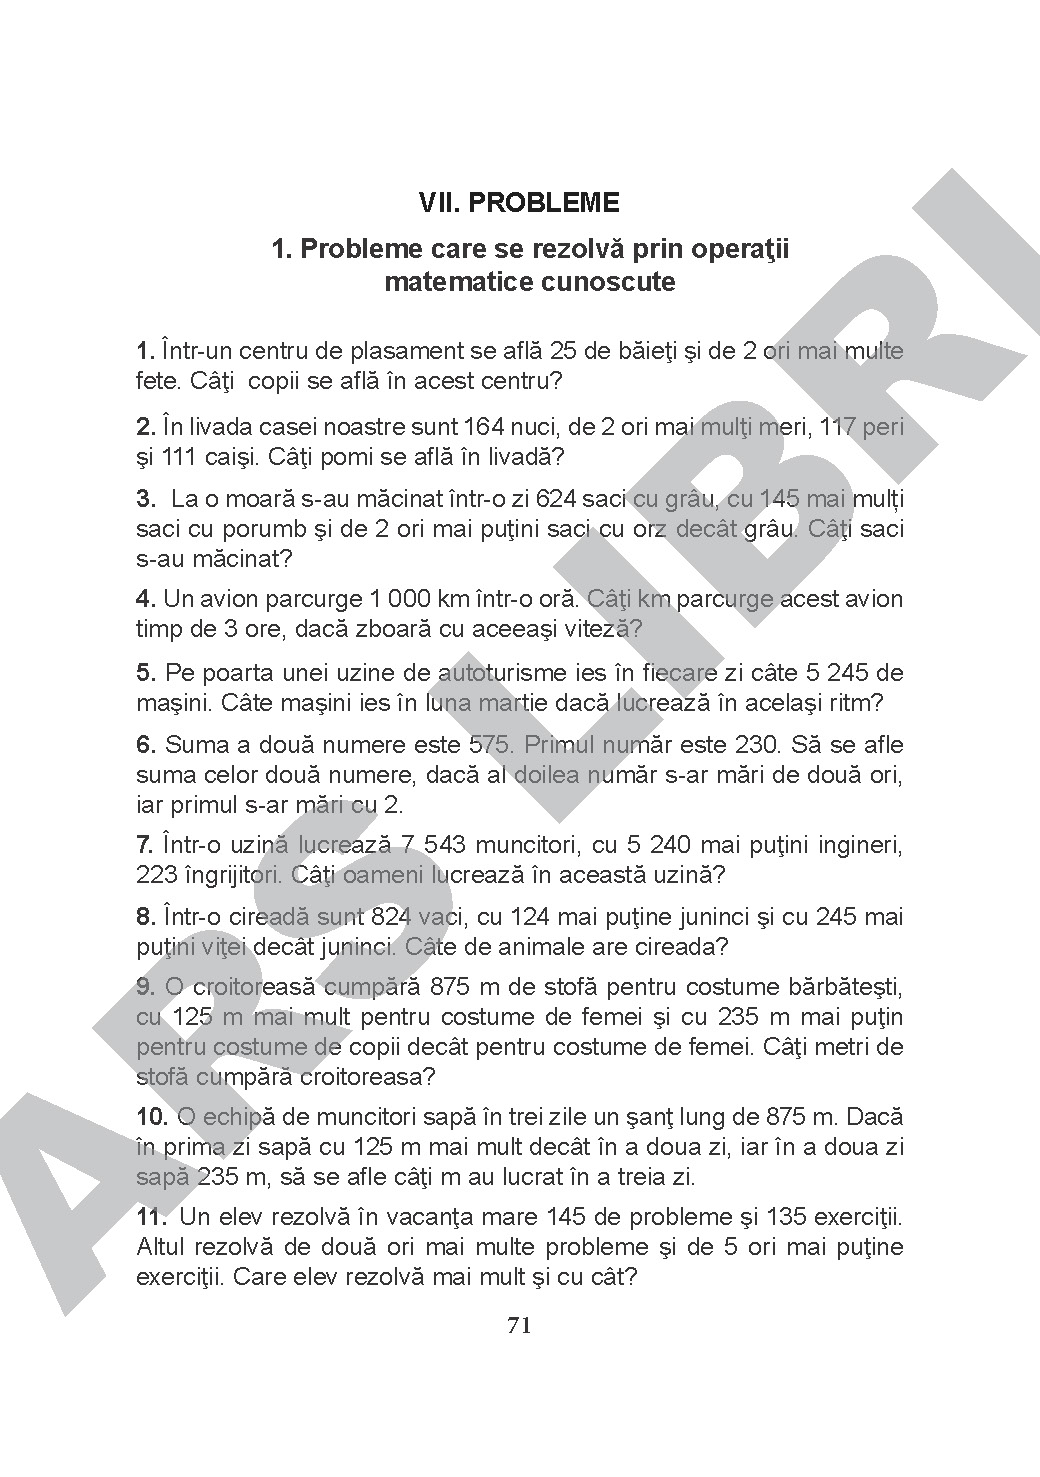 VII. PROBLEME
1. Probleme care se rezolvă prin operaţii
matematice cunoscute
1. Într-un centru de plasament se află 25 de băieţi şi de 2 ori mai multe
fete. Câţi copii se află în acest centru?
2. În livada casei noastre sunt 164 nuci, de 2 ori mai mulţi meri, 117 peri
şi 111 caişi. Câţi pomi se află în livadă?
3. La o moară s-au măcinat într-o zi 624 saci cu grâu, cu 145 mai mulți
saci cu porumb şi de 2 ori mai puţini saci cu orz decât grâu. Câţi saci
s-au măcinat?
4. Un avion parcurge 1 000 km într-o oră. Câţi km parcurge acest avion
timp de 3 ore, dacă zboară cu aceeaşi viteză?
5. Pe poarta unei uzine de autoturisme ies în fiecare zi câte 5 245 de
maşini. Câte maşini ies în luna martie dacă lucrează în acelaşi ritm?
6. Suma a două numere este 575. Primul număr este 230. Să se afle
suma celor două numere, dacă al doilea număr s-ar mări de două ori,
iar primul s-ar mări cu 2.
7. Într-o uzină lucrează 7 543 muncitori, cu 5 240 mai puţini ingineri,
223 îngrijitori. Câţi oameni lucrează în această uzină?
8. Într-o cireadă sunt 824 vaci, cu 124 mai puţine juninci şi cu 245 mai
puţini viţei decât juninci. Câte de animale are cireada?
9. O croitoreasă cumpără 875 m de stofă pentru costume bărbăteşti,
cu 125 m mai mult pentru costume de femei şi cu 235 m mai puţin
pentru costume de copii decât pentru costume de femei. Câţi metri de
stofă cumpără croitoreasa?
10. O echipă de muncitori sapă în trei zile un şanţ lung de 875 m. Dacă
în prima zi sapă cu 125 m mai mult decât în a doua zi, iar în a doua zi
sapă 235 m, să se afle câţi m au lucrat în a treia zi.
11. Un elev rezolvă în vacanţa mare 145 de probleme şi 135 exerciţii.
Altul rezolvă de două ori mai multe probleme şi de 5 ori mai puţine
exerciţii. Care elev rezolvă mai mult şi cu cât?
71
ARS LIBRI